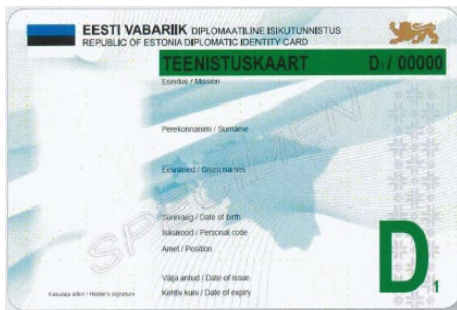 EESTI VABARIIK DIPLOMAATILINE ISIKUTUNNISTUS
REPUBLIC OF ESTONIA DIPLOMATIC IDENTITY CARD
TEENISTUSKAART D1 / 00000
Esindus / Mission
Perekonnanimi / Surname
Eesnimed / Given names
SPECIMEN
Sünniaeg / Date of birth
Isikukood / Personal code
Amet / Position
D1
Välja antud / Date of issue
Kasutaja allkiri / Holder's signature
Kehtiv kuni / Date of expiry